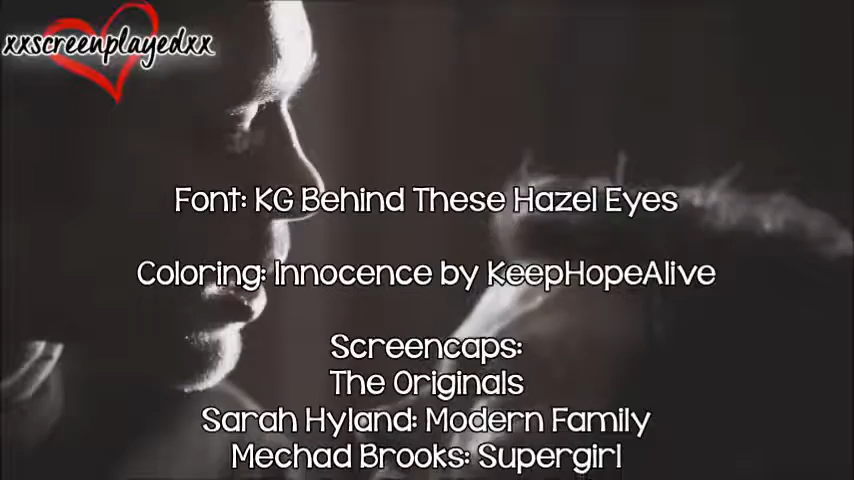 xxscreenplayedxx
Font: KG Behind These Hazel Eyes
Coloring: Innocence by KeepHopeAlive
Screencaps:
The Originals
Sarah Hyland: Modern Family
Mechad Brooks: Supergirl